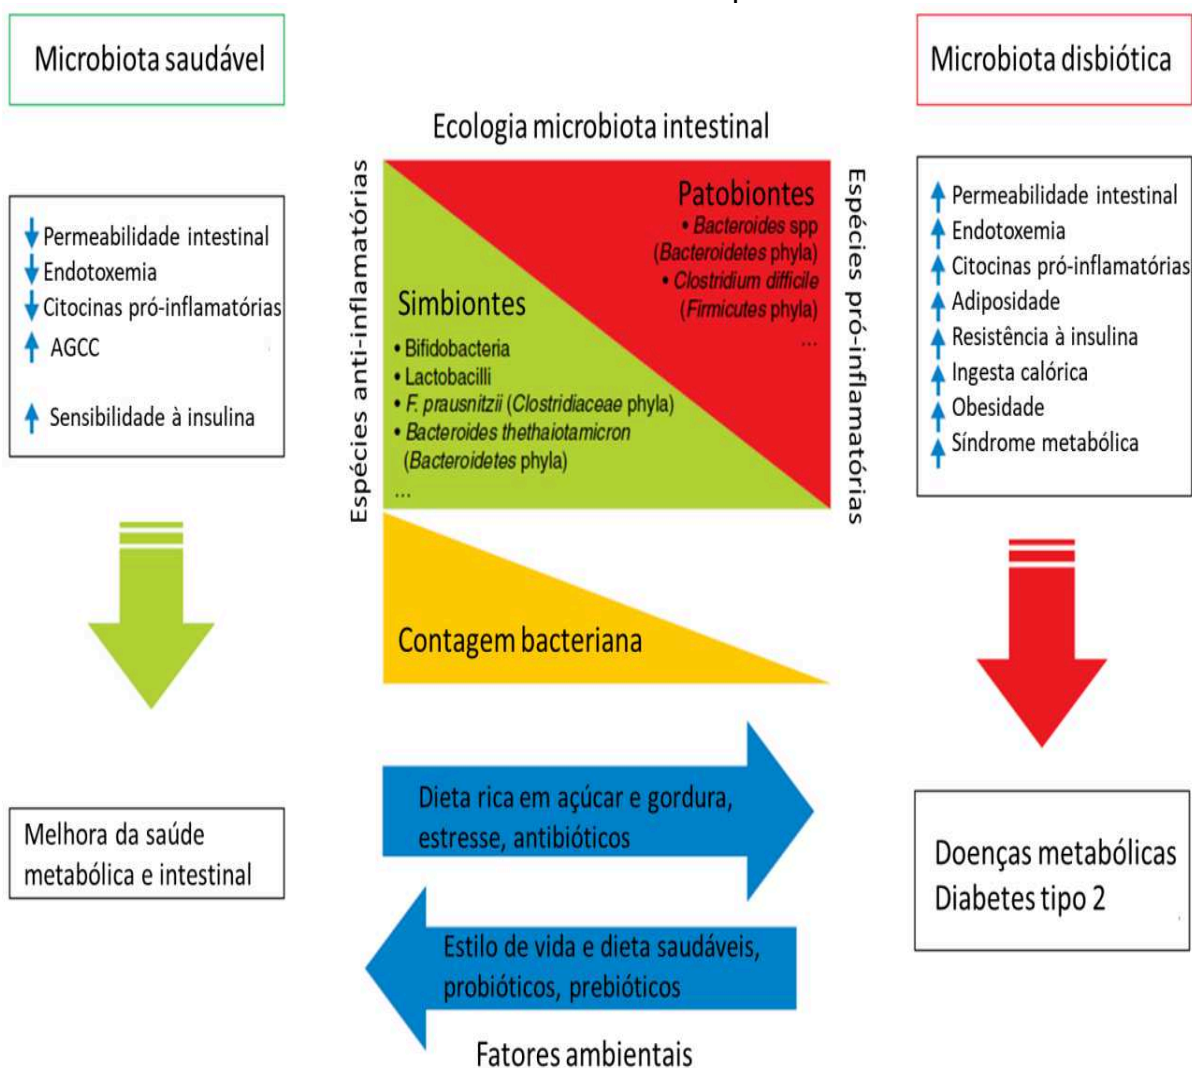 Microbiota saudável
Permeabilidade intestinal
Endotoxemia
Citocinas pró-inflamatórias
AGCC
Sensibilidade à insulina
Melhora da saúde
metabólica e intestinal
Ecologia microbiota intestinal
Espécies anti-inflamatórias
Patobiontes
• Bacteroides spp
(Bacteroidetes phyla)
• Clostridium difficile
(Firmicutes phyla)
...
Simbiontes
• Bifidobacteria
• Lactobacilli
• F. prausnitzii (Clostridiaceae phyla)
• Bacteroides thethaiotamicron
(Bacteroidetes phyla)
...
Espécies pró-inflamatórias
Contagem bacteriana
Dieta rica em açúcar e gordura,
estresse, antibióticos
Estilo de vida e dieta saudáveis,
probióticos, prebióticos
Fatores ambientais
Microbiota disbiótica
Permeabilidade intestinal
Endotoxemia
Citocinas pró-inflamatórias
Adiposidade
Resistência à insulina
Ingesta calórica
Obesidade
Síndrome metabólica
Doenças metabólicas
Diabetes tipo 2